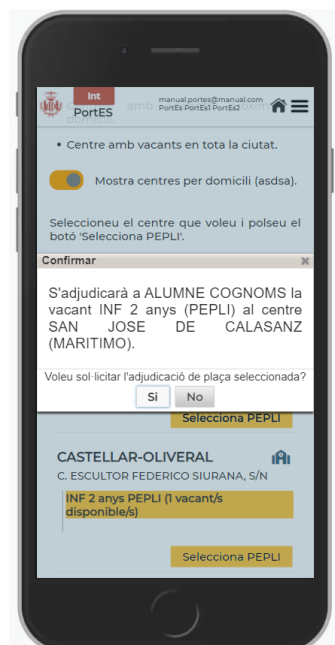 Int
PortES
manual.portes@manual.com
PortEs PortEs1 PortEs2
amb
domicili.
• Centre amb vacants en tota la ciutat.
Mostra centres per domicili (asdsa).
Seleccioneu el centre que voleu i polseu el
botó 'Selecciona PEPLI'.
Confirmar
S'adjudicarà a ALUMNE COGNOMS la
vacant INF 2 anys (PEPLI) al centre
SAN JOSE DE CALASANZ
(MARITIMO).
Voleu sol·licitar l'adjudicació de plaça seleccionada?
Si No
Selecciona PEPLI
CASTELLAR-OLIVERAL
C. ESCULTOR FEDERICO SIURANA, S/N
INF 2 anys PEPLI (1 vacant/s
disponible/s)
Selecciona PEPLI